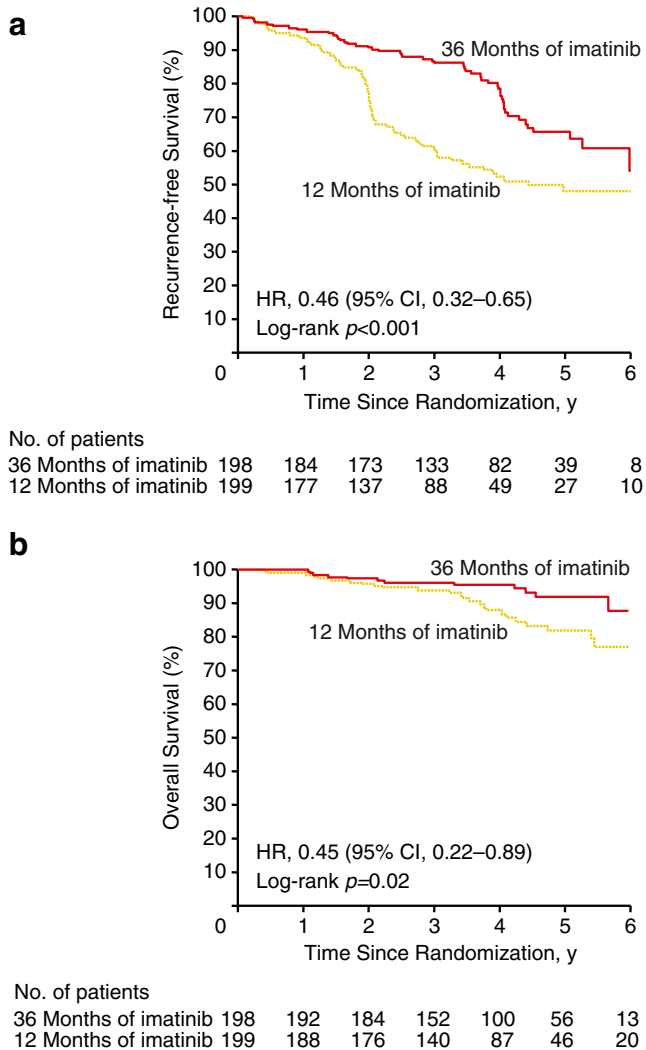 a
100
90
80
70
60
50
40
30
20
10
0
Recurrence-free Survival (%)
36 Months of imatinib
12 Months of imatinib
HR, 0.46 (95% CI, 0.32–0.65)
Log-rank p<0.001
1 2 3 4 5 6
Time Since Randomization, y
No. of patients
36 Months of imatinib 198 184 173 133 82 39 8
12 Months of imatinib 199 177 137 88 49 27 10
b
100
90
80
70
60
50
40
30
20
10
0
Overall Survival (%)
36 Months of imatinib
12 Months of imatinib
HR, 0.45 (95% CI, 0.22–0.89)
Log-rank p=0.02
1 2 3 4 5 6
Time Since Randomization, y
No. of patients
36 Months of imatinib 198 192 184 152 100 56 13
12 Months of imatinib 199 188 176 140 87 46 20